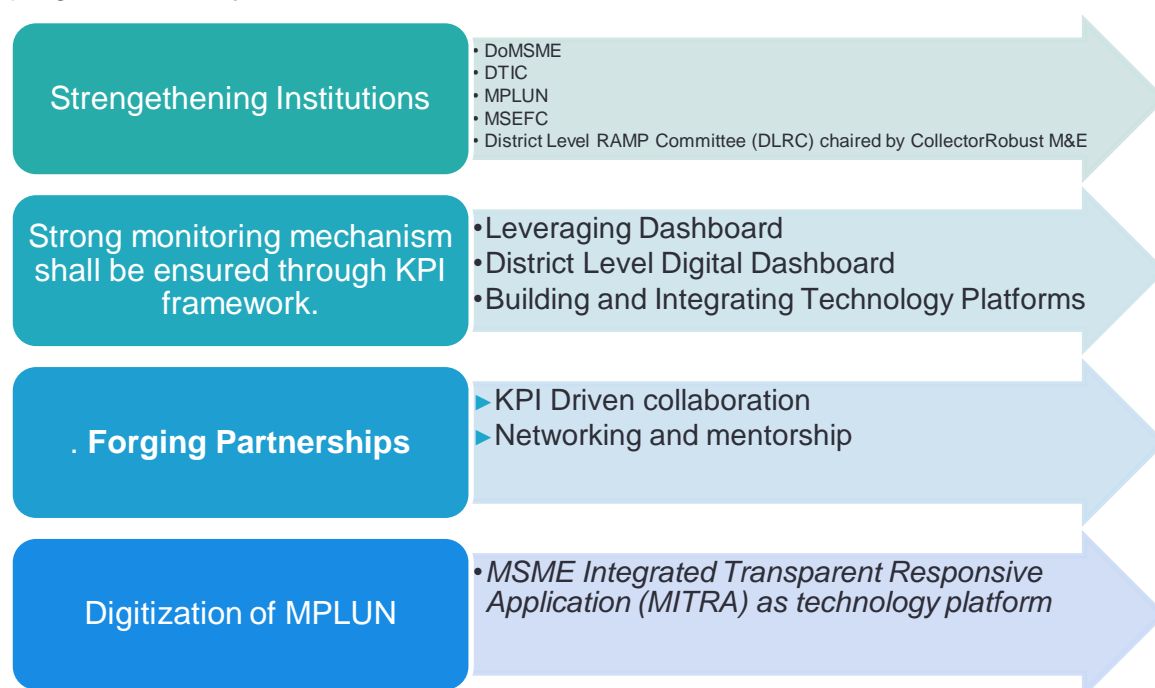 Strengethening Institutions
• DoMSME
• DTIC
• MPLUN
• MSEFC
• District Level RAMP Committee (DLRC) chaired by CollectorRobust M&E
Strong monitoring mechanism
shall be ensured through KPI
framework.
•Leveraging Dashboard
•District Level Digital Dashboard
•Building and Integrating Technology Platforms
. Forging Partnerships
►KPI Driven collaboration
►Networking and mentorship
Digitization of MPLUN
•MSME Integrated Transparent Responsive
Application (MITRA) as technology platform